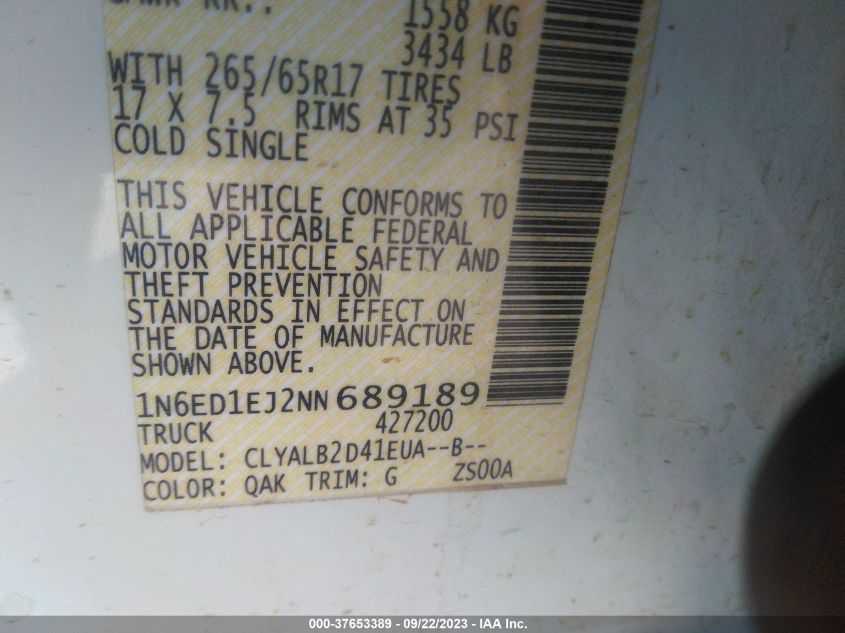 GAWR RR.: 1558 KG
3434 LB
WITH 265/65R17 TIRES
17 X 7.5 RIMS AT 35 PSI
COLD SINGLE
THIS VEHICLE CONFORMS TO
ALL APPLICABLE FEDERAL
MOTOR VEHICLE SAFETY AND
THEFT PREVENTION
STANDARDS IN EFFECT ON
THE DATE OF MANUFACTURE
SHOWN ABOVE.
1N6ED1EJ2NN689189
TRUCK 427200
MODEL: CLYALB2D41EUA--B--
COLOR: QAK TRIM: G ZS00A
000-37653389 - 09/22/2023 - IAA Inc.